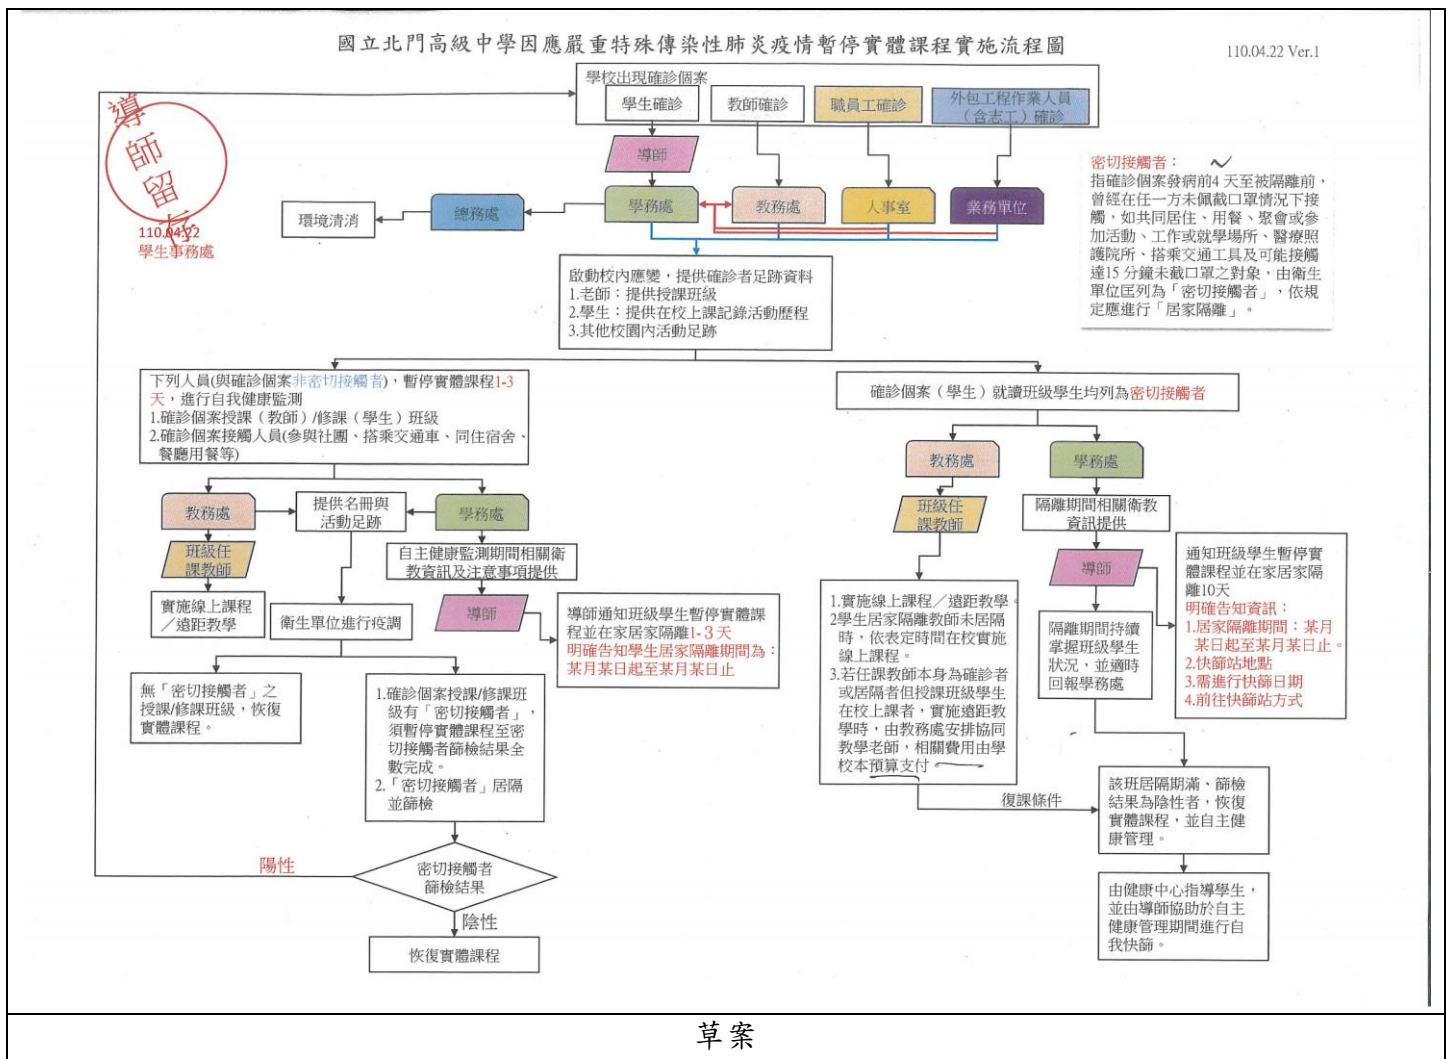 國立北門高級中學因應嚴重特殊傳染性肺炎疫情暫停實體課程實施流程圖
110.04.22 Ver.1
導師留存
110.04.22
學生事務處
學校出現確診個案
學生確診
教師確診
職員工確診
外包工程作業人員
(含志工)確診
導師
環境清消
總務處
學務處
教務處
人事室
業務單位
密切接觸者：
指確診個案發病前4 天至被隔離前，
曾經在任一方未佩戴口罩情況下接
觸，如共同居住、用餐、聚會或參
加活動、工作或就學場所、醫療照
護院所、搭乘交通工具及可能接觸
達15 分鐘未戴口罩之對象，由衛生
單位匡列為「密切接觸者」，依規
定應進行「居家隔離」。
啟動校內應變，提供確診者足跡資料
1.老師：提供授課班級
2.學生：提供在校上課記錄活動歷程
3.其他校園內活動足跡
下列人員(與確診個案非密切接觸者)，暫停實體課程1-3
天，進行自我健康監測
1.確診個案授課（教師）/修課（學生）班級
2.確診個案接觸人員(參與社團、搭乘交通車、同住宿舍、
餐廳用餐等)
確診個案（學生）就讀班級學生均列為密切接觸者
教務處
提供名冊與
活動足跡
學務處
班級任
課教師
自主健康監測期間相關衛
教資訊及注意事項提供
實施線上課程
／遠距教學
衛生單位進行疫調
導師
導師通知班級學生暫停實體課
程並在家居家隔離1-3 天
明確告知學生居家隔離期間為：
某月某日起至某月某日止
無「密切接觸者」之
授課/修課班級，恢復
實體課程。
1.確診個案授課/修課班
級有「密切接觸者」，
須暫停實體課程至密
切接觸者篩檢結果全
數完成。
2.「密切接觸者」居隔
並篩檢
陽性
密切接觸者
篩檢結果
陰性
恢復實體課程
教務處
學務處
班級任
課教師
隔離期間相關衛教
資訊提供
導師
通知班級學生暫停實
體課程並在家居家隔
離10天
明確告知資訊：
1.居家隔離期間：某月
某日起至某月某日止。
2.快篩站地點
3.需進行快篩日期
4.前往快篩站方式
1.實施線上課程／遠距教學。
2學生居家隔離教師未居隔
時，依表定時間在校實施
線上課程。
3.若任課教師本身為確診者
或居隔者但授課班級學生
在校上課者，實施遠距教
學時，由教務處安排協同
教學老師，相關費用由學
校本預算支付
隔離期間持續
掌握班級學生
狀況，並適時
回報學務處
復課條件
該班居隔期滿、篩檢
結果為陰性者，恢復
實體課程，並自主健
康管理。
由健康中心指導學生，
並由導師協助於自主
健康管理期間進行自
我快篩。
草案